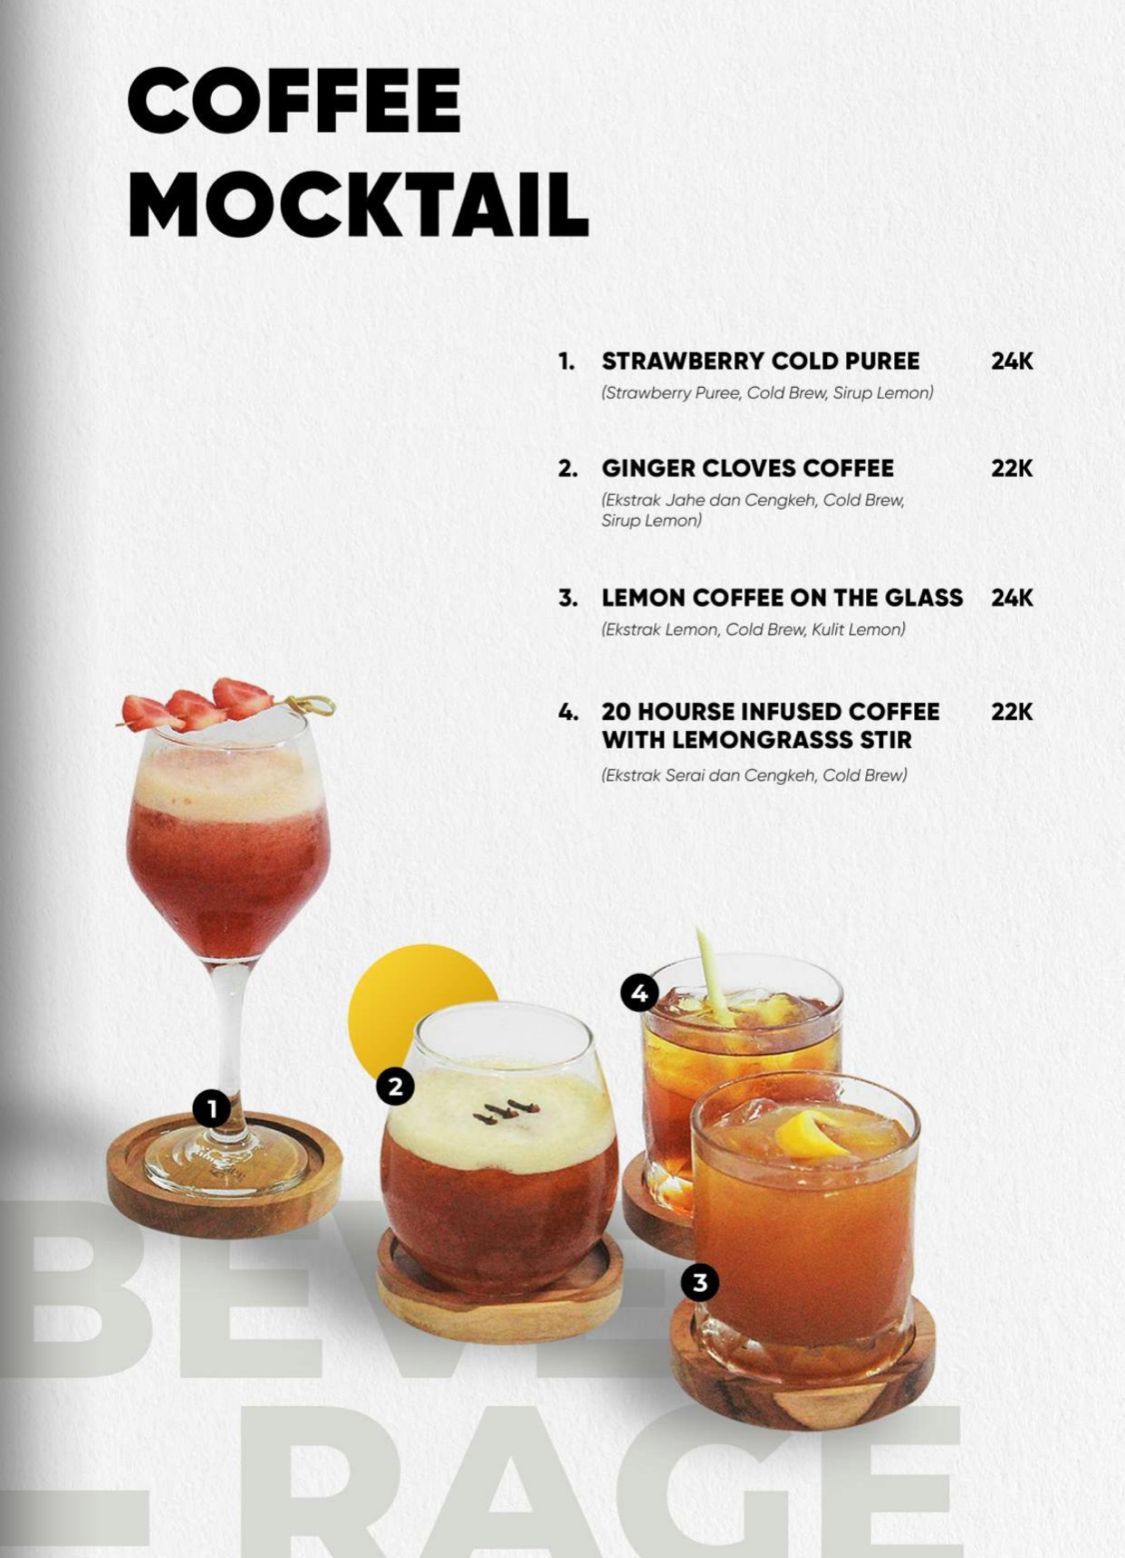 COFFEE
MOCKTAIL
1. STRAWBERRY COLD PUREE 24K
(Strawberry Puree, Cold Brew, Sirup Lemon)
2. GINGER CLOVES COFFEE 22K
(Ekstrak Jahe dan Cengkeh, Cold Brew,
Sirup Lemon)
3. LEMON COFFEE ON THE GLASS 24K
(Ekstrak Lemon, Cold Brew, Kulit Lemon)
4. 20 HOURSE INFUSED COFFEE 22K
WITH LEMONGRASSS STIR
(Ekstrak Serai dan Cengkeh, Cold Brew)
4
2
1
3
BEVE
RAGE